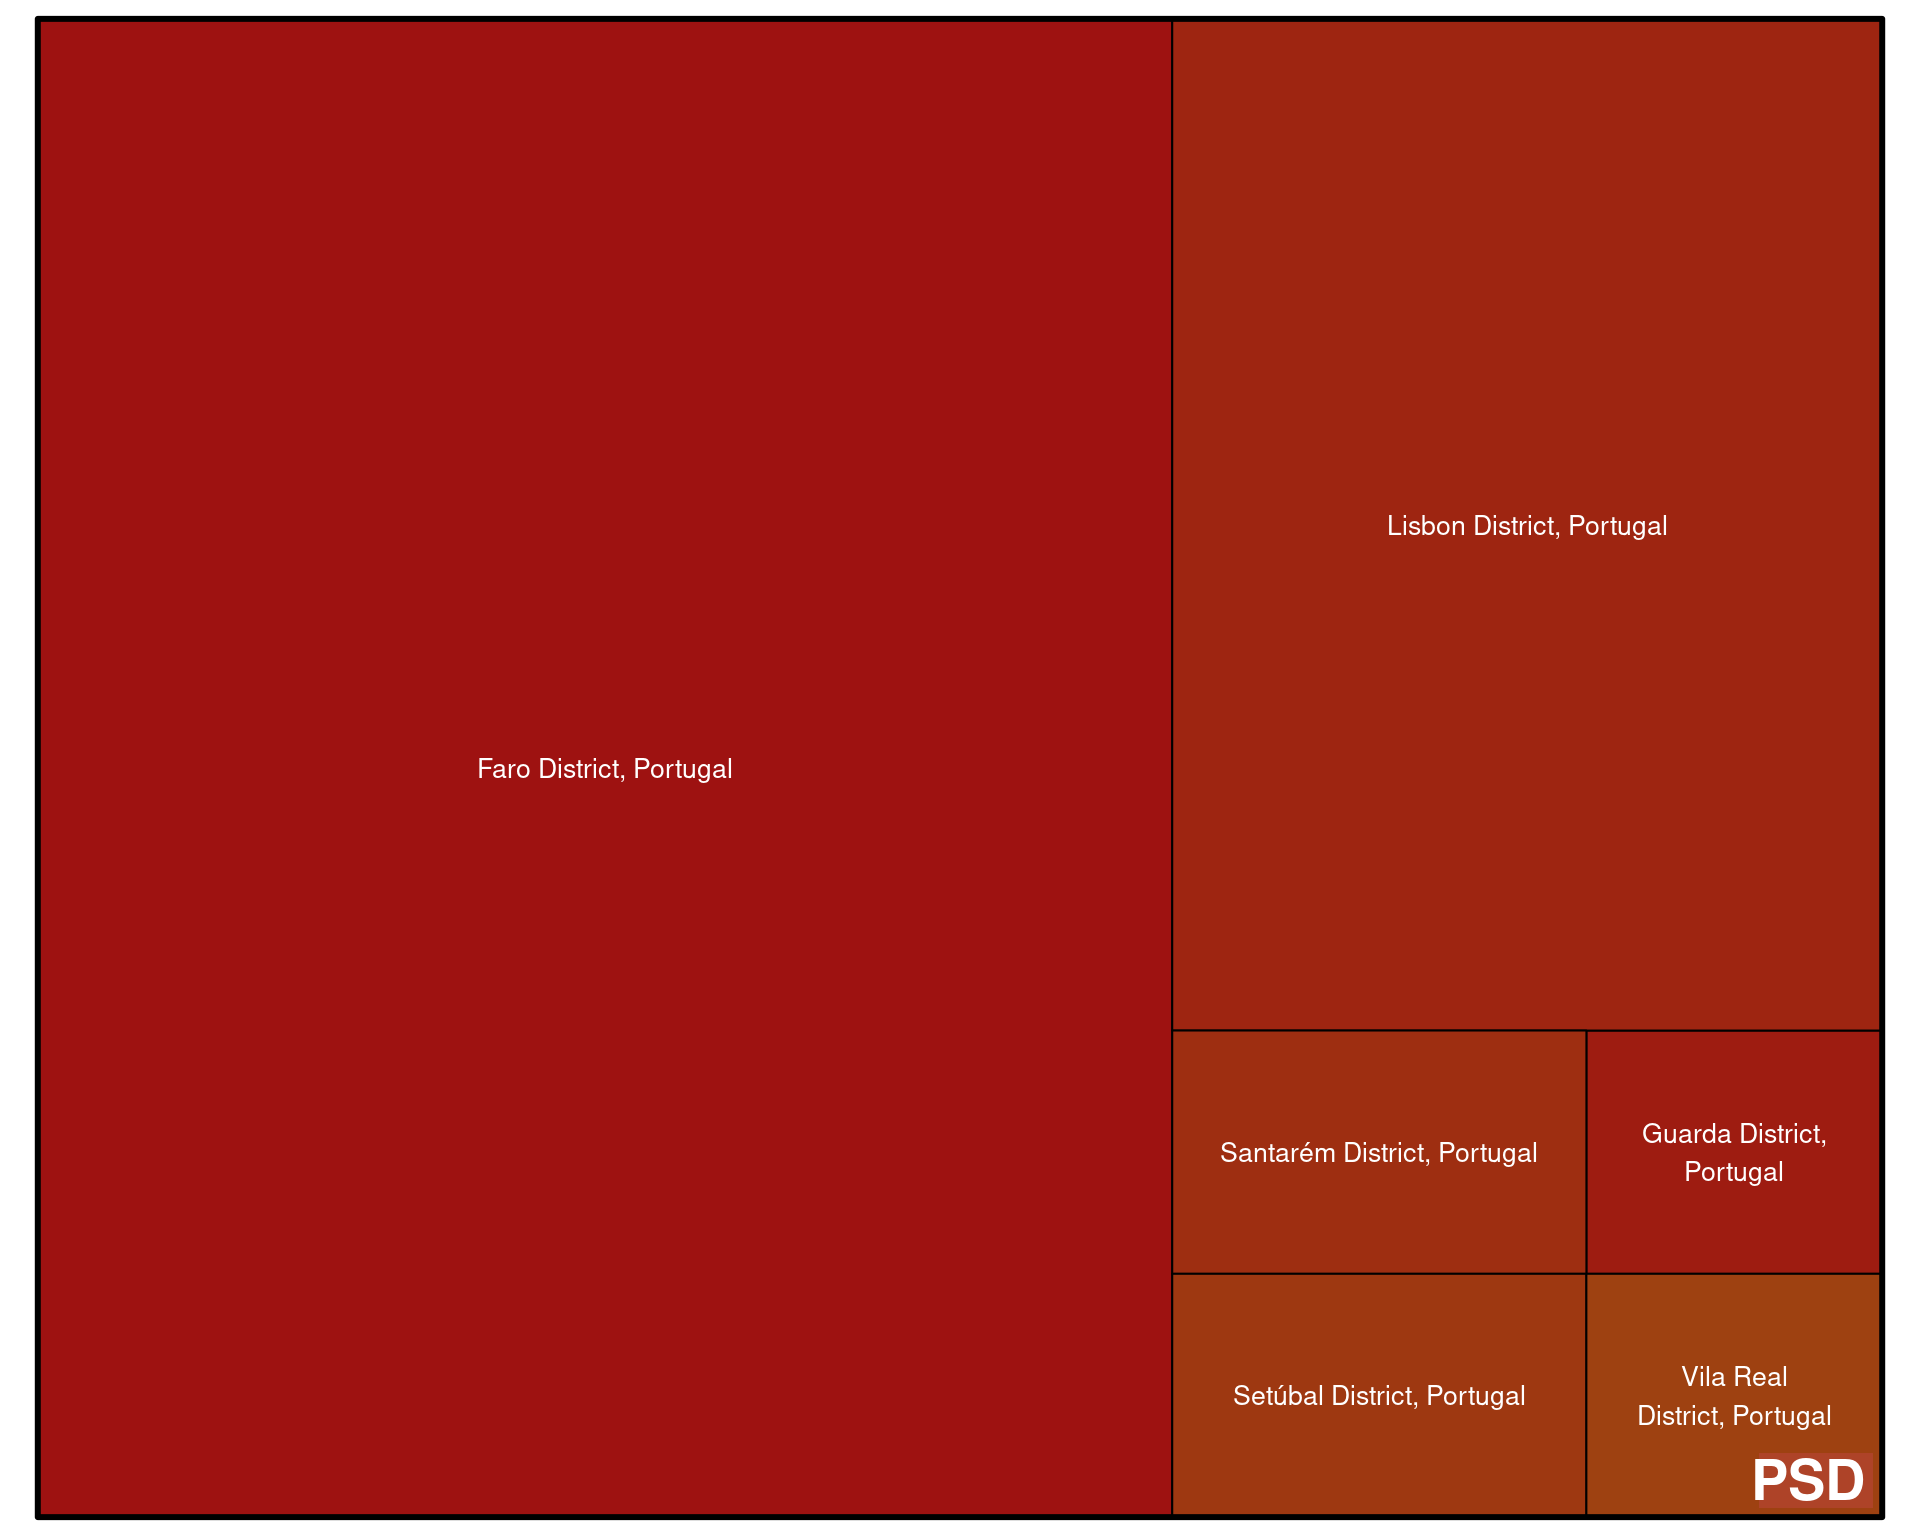 Faro District, Portugal
Lisbon District, Portugal
Santarém District, Portugal
Guarda District,
Portugal
Setúbal District, Portugal
Vila Real
District, Portugal
PSD